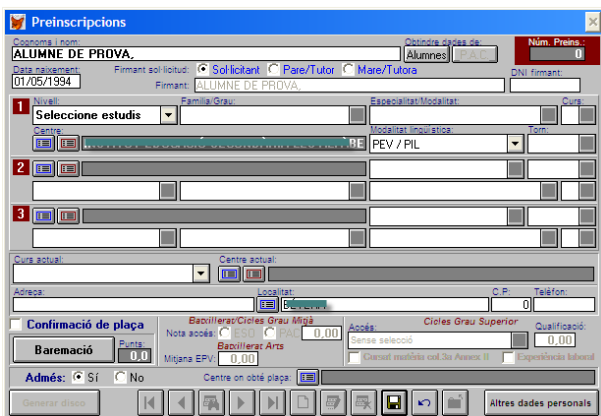 Preinscripcions
Cognoms i nom: Obtindre dades de: Núm. Preins.:
ALUMNE DE PROVA, Alumnes P.A.C. 0
Data naixement: Firmant sol·licitud: Sol·licitant Pare/Tutor Mare/Tutora DNI firmant:
01/05/1994 Firmant: ALUMNE DE PROVA,
1 Nivell: Família/Grau: Especialitat/Modalitat: Curs:
Seleccione estudis
Centre: Modalitat lingüística: Torn:
PEV / PIL
2
3
Curs actual: Centre actual:
Adreça: Localitat: C.P: Telèfon:
0
Confirmació de plaça Batxillerat/Cicles Grau Mitjà Cicles Grau Superior
Nota accés: ESO PAC 0,00 Accés: Qualificació:
Baremació Punts: 0,0 Batxillerat Arts Sense selecció 0,00
Mitjana EPV: 0,00 Cursat matèria col.3a Annex II Experiència laboral
Admés: Sí No Centre on obté plaça:
Generar disco Altres dades personals